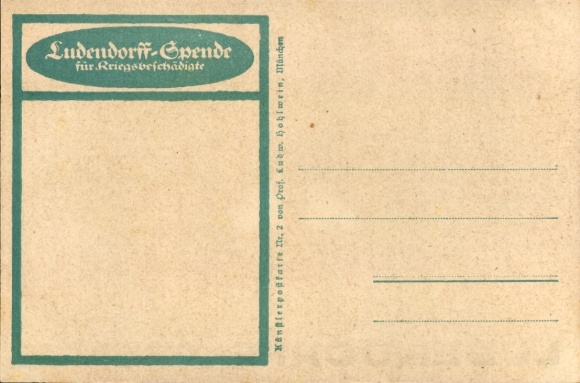 Ludendorff-Spende
für Kriegsbeschädigte
Künstlerpostkarte Nr. 2 von Prof. Ludw. Hohlwein, München